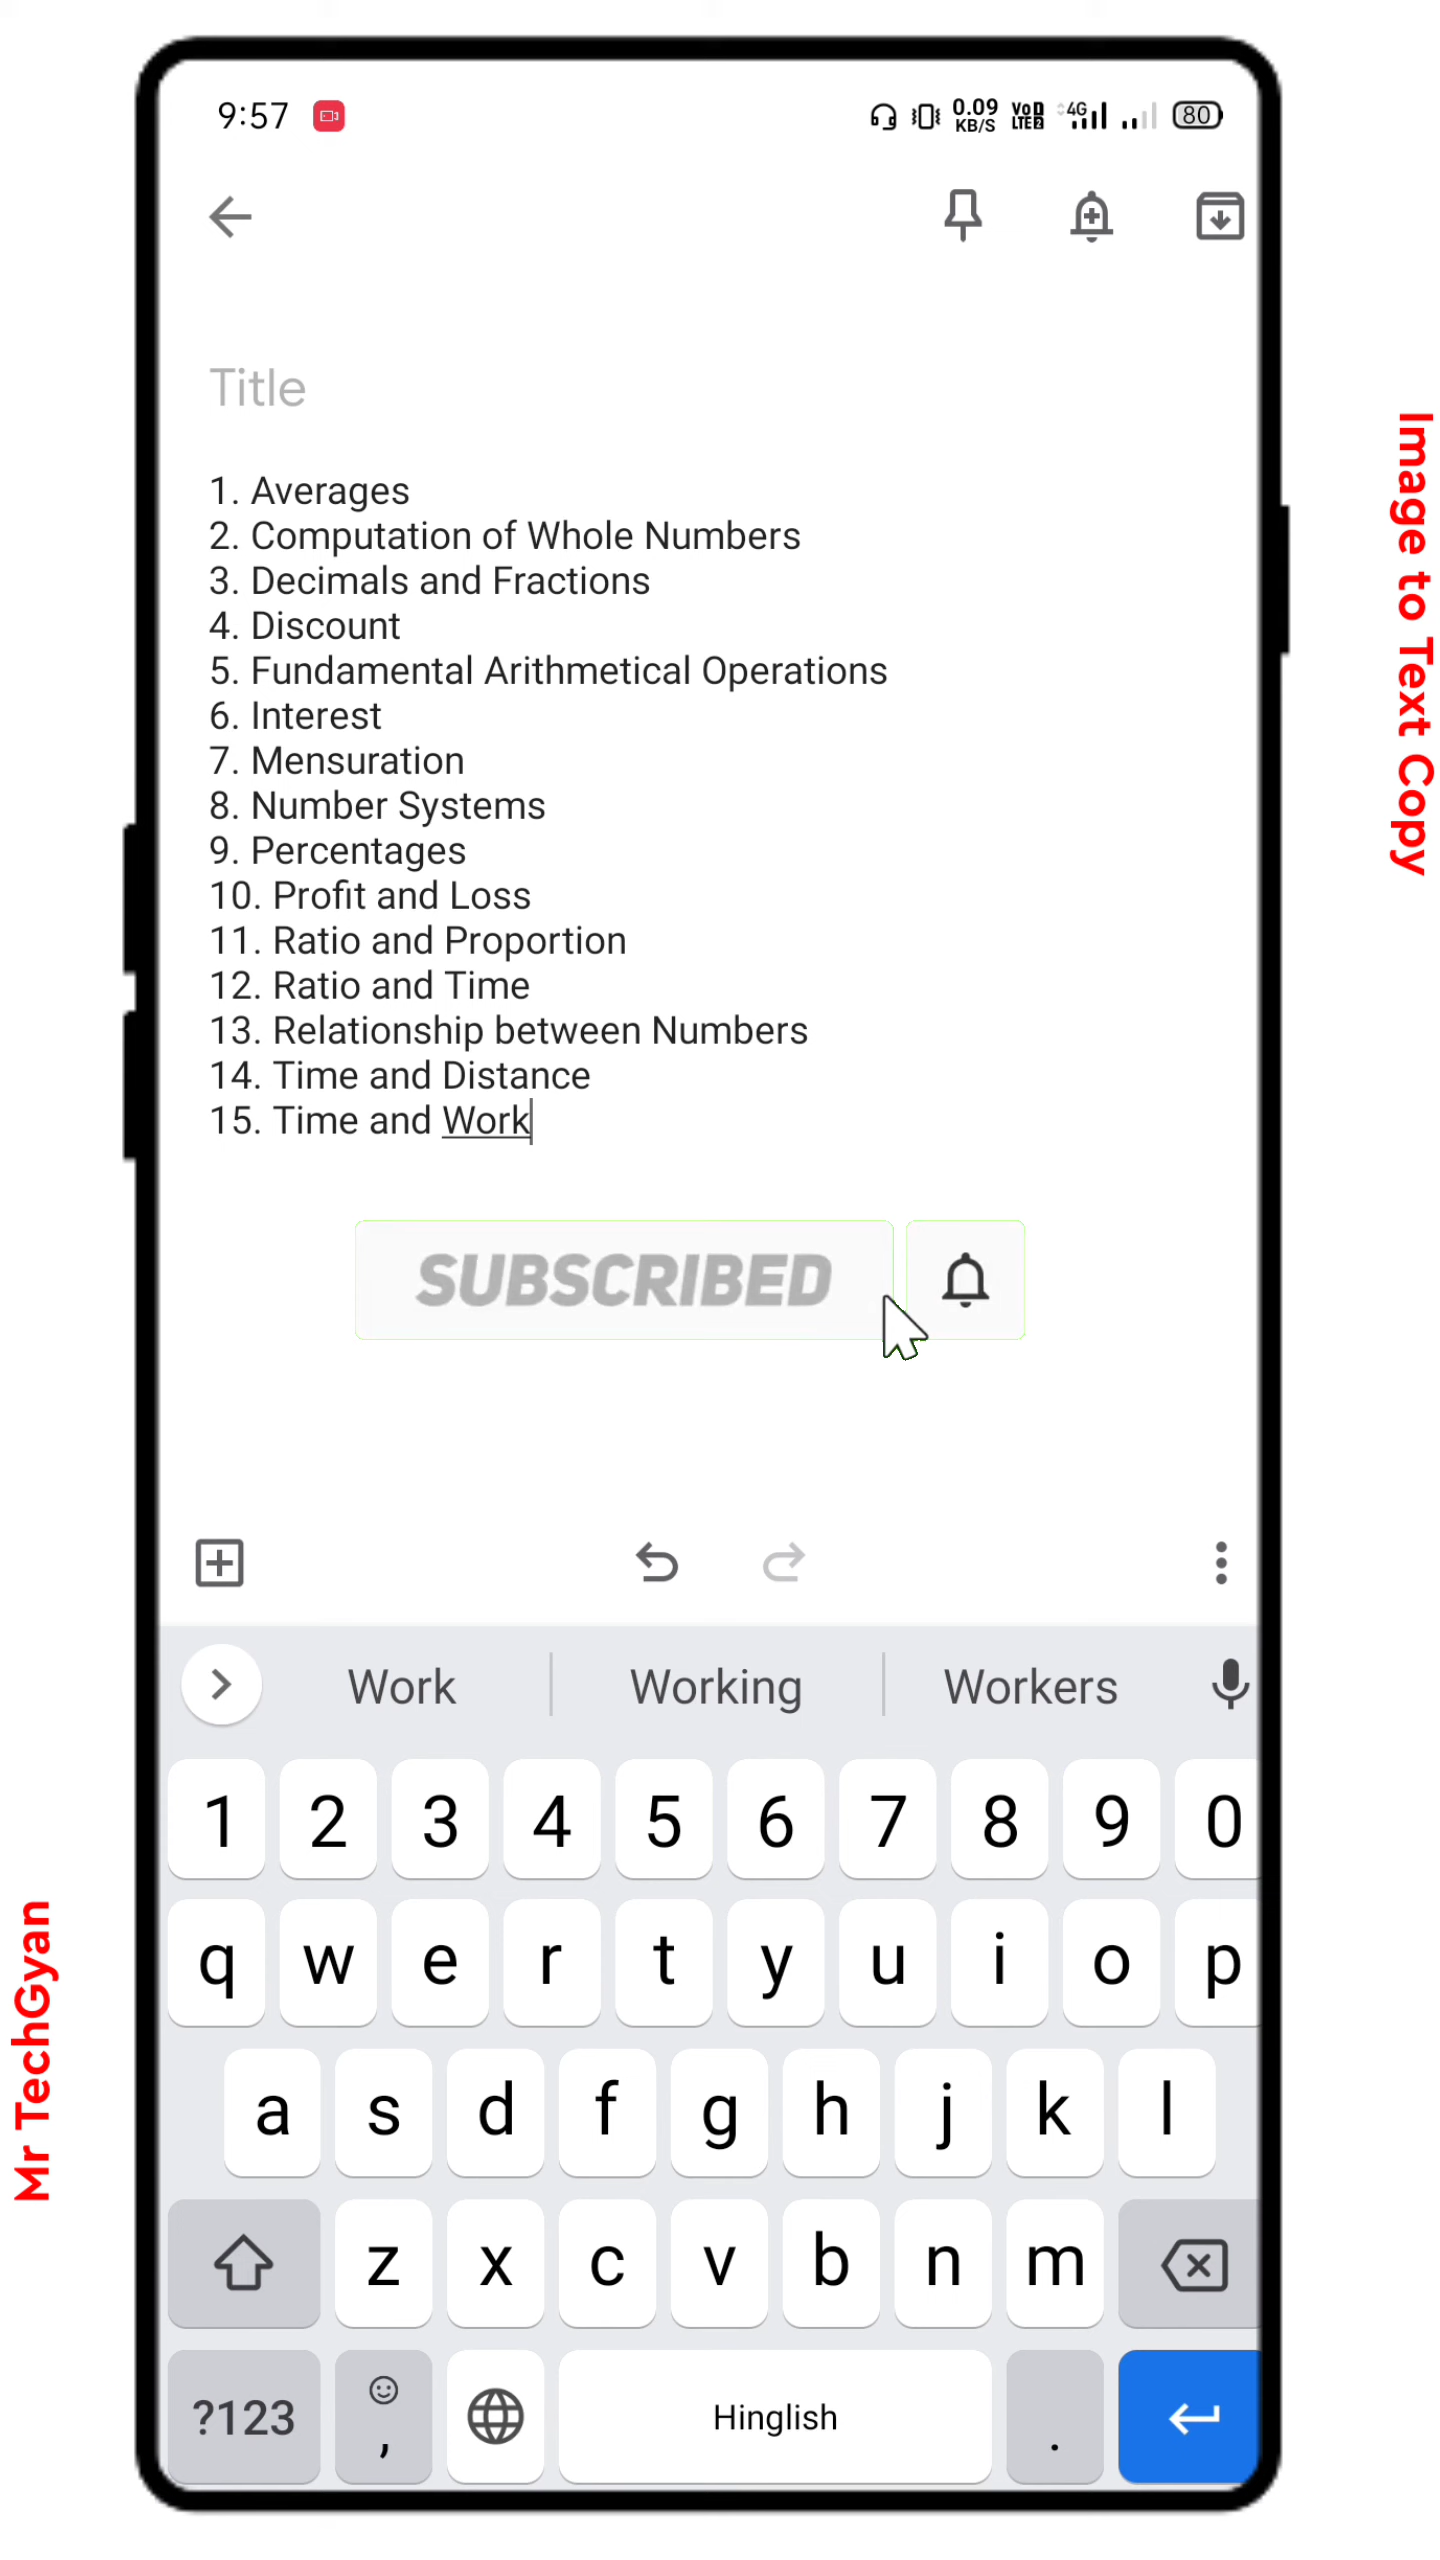 9:57
0.09
KB/S
Vo D
LTE 2
4G
80
Title
1. Averages
2. Computation of Whole Numbers
3. Decimals and Fractions
4. Discount
5. Fundamental Arithmetical Operations
6. Interest
7. Mensuration
8. Number Systems
9. Percentages
10. Profit and Loss
11. Ratio and Proportion
12. Ratio and Time
13. Relationship between Numbers
14. Time and Distance
15. Time and Work
SUBSCRIBED
Work Working Workers
1 2 3 4 5 6 7 8 9 0
q w e r t y u i o p
a s d f g h j k l
z x c v b n m
?123 , Hinglish .
Image to Text Copy
Mr TechGyan